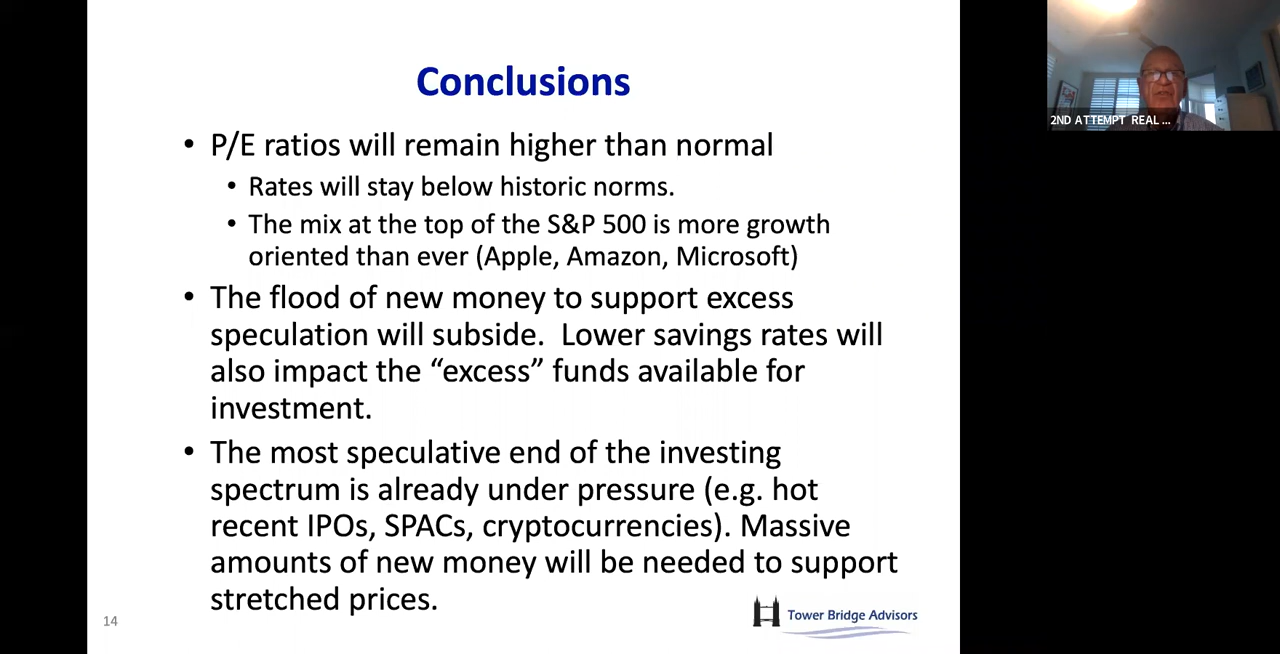 Conclusions
• P/E ratios will remain higher than normal
• Rates will stay below historic norms.
• The mix at the top of the S&P 500 is more growth
oriented than ever (Apple, Amazon, Microsoft)
• The flood of new money to support excess
speculation will subside.  Lower savings rates will
also impact the “excess” funds available for
investment.
• The most speculative end of the investing
spectrum is already under pressure (e.g. hot
recent IPOs, SPACs, cryptocurrencies). Massive
amounts of new money will be needed to support
stretched prices.
14
Tower Bridge Advisors
2ND ATTEMPT REAL ...